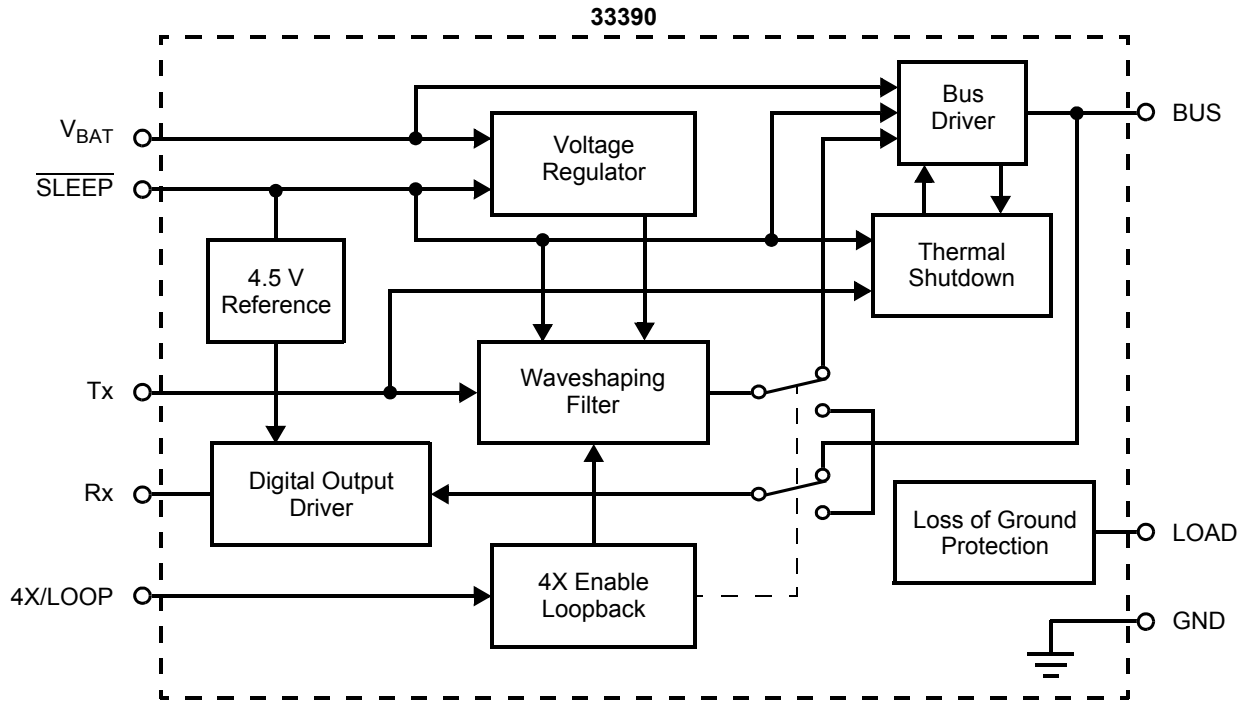 33390
Bus
Driver
BUS
V_BAT
Voltage
Regulator
SLEEP
4.5 V
Reference
Thermal
Shutdown
Tx
Waveshaping
Filter
Rx
Digital Output
Driver
Loss of Ground
Protection
LOAD
4X/LOOP
4X Enable
Loopback
GND